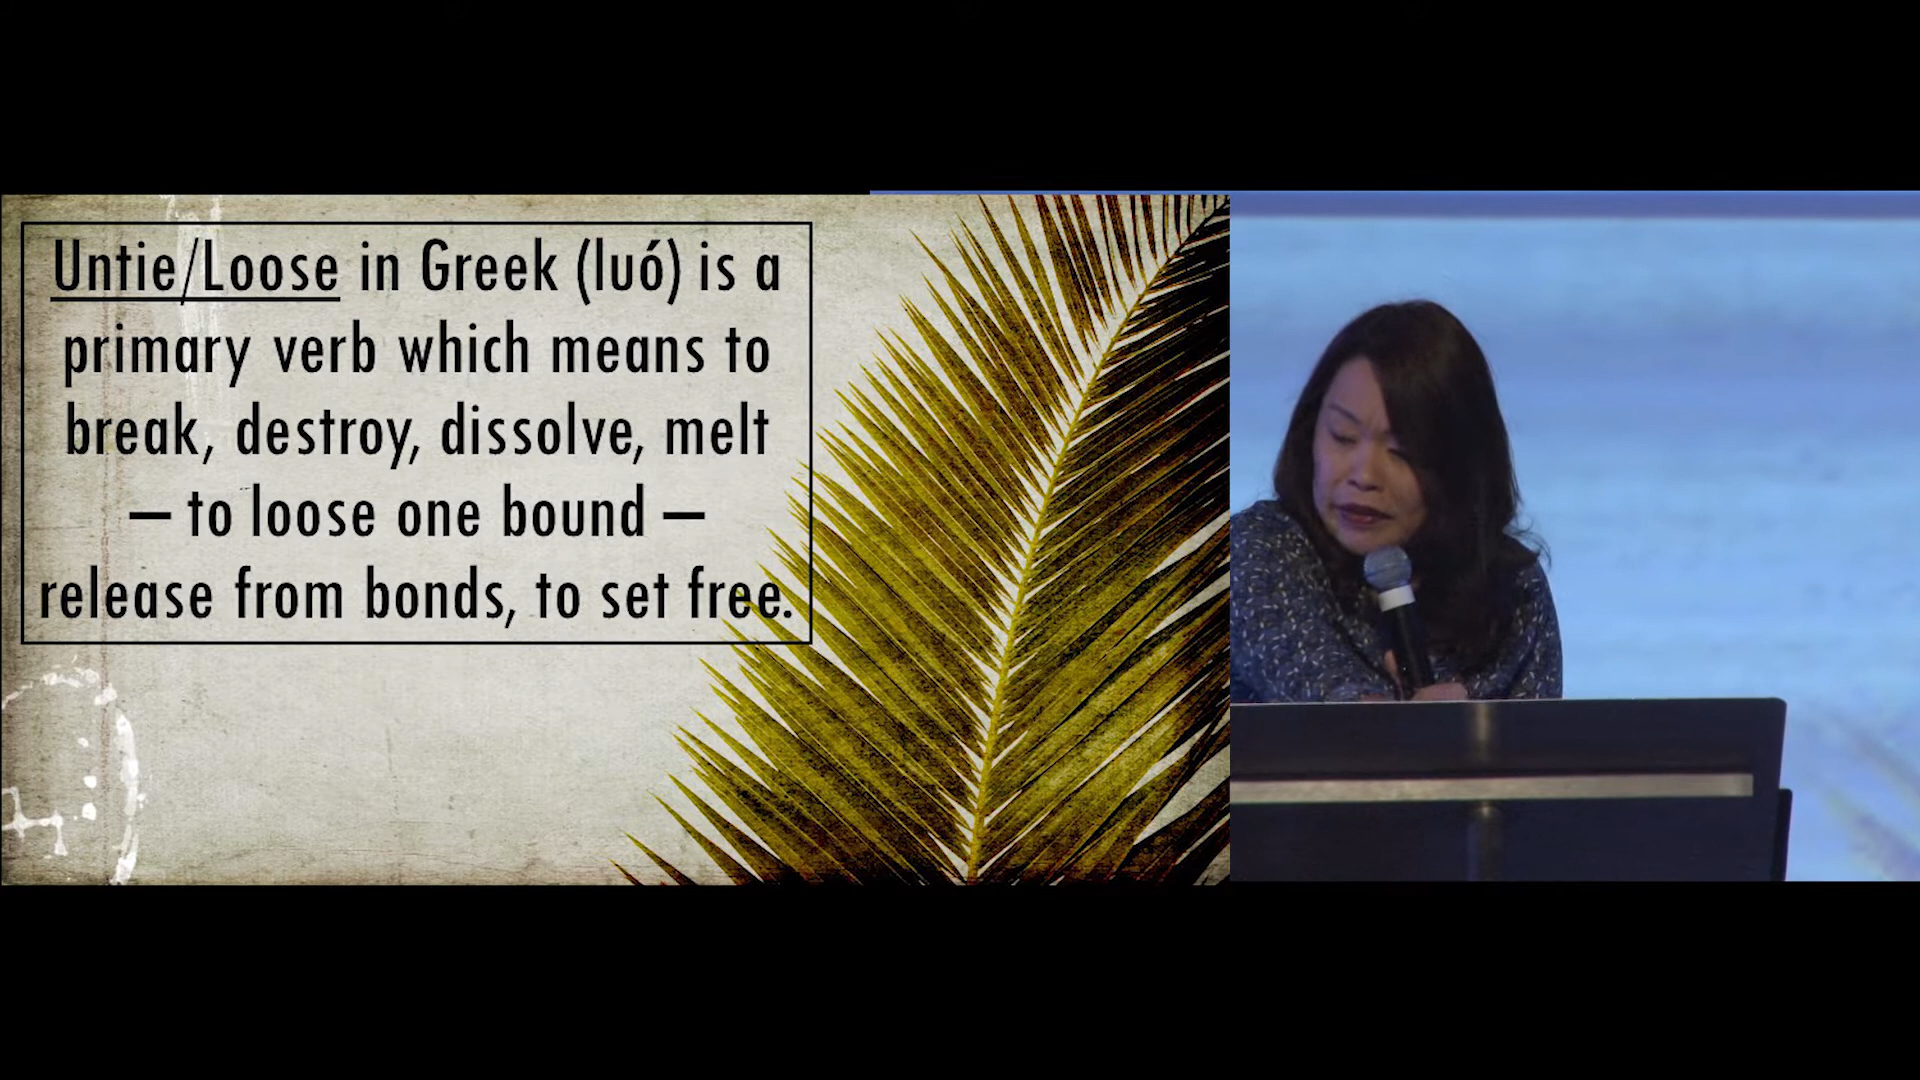 Untie/Loose in Greek (luó) is a
primary verb which means to
break, destroy, dissolve, melt
— to loose one bound —
release from bonds, to set free.